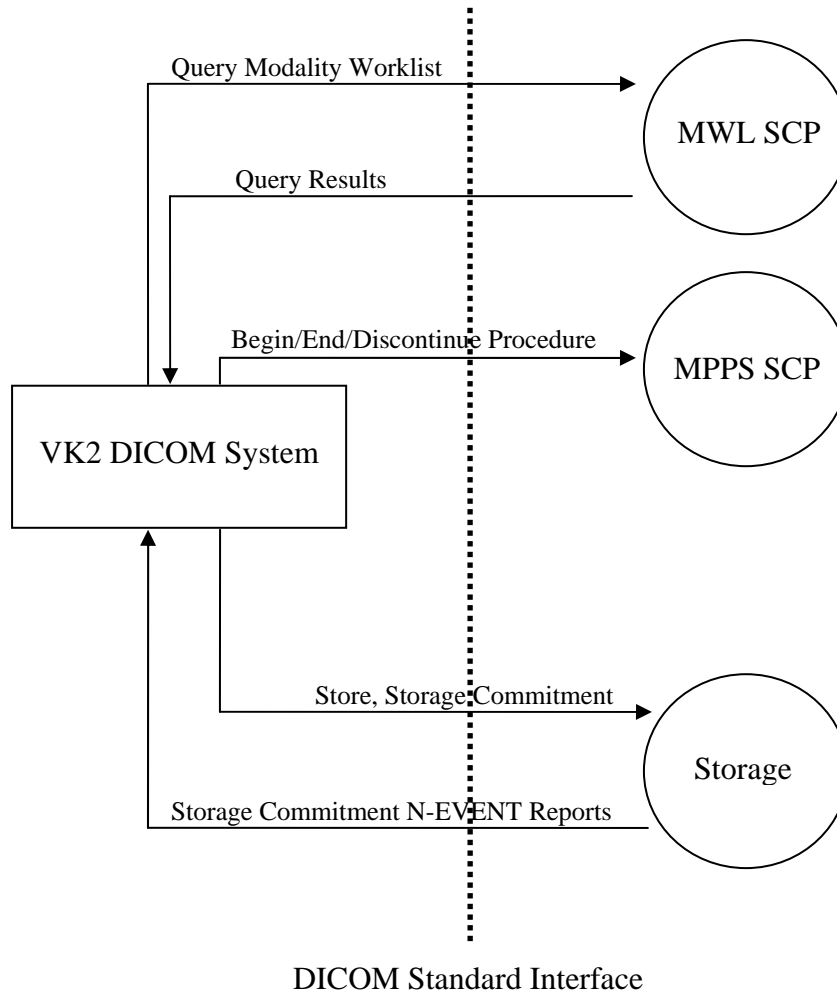 Query Modality Worklist
MWL SCP
Query Results
Begin/End/Discontinue Procedure
MPPS SCP
VK2 DICOM System
Store, Storage Commitment
Storage
Storage Commitment N-EVENT Reports
DICOM Standard Interface